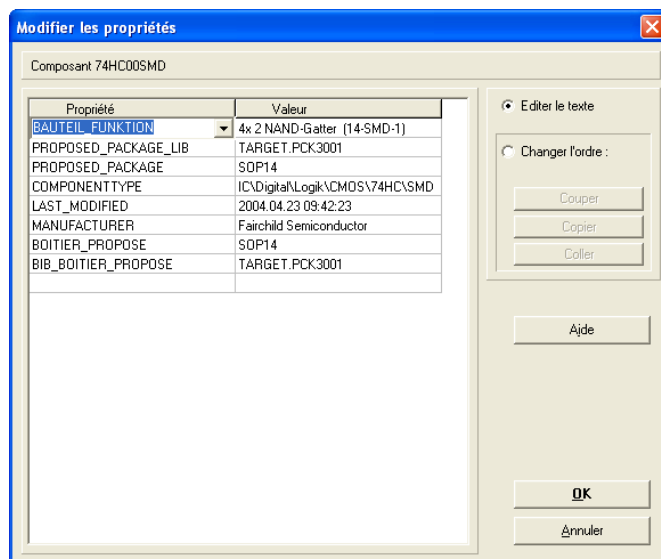 Modifier les propriétés
Composant 74HC00SMD
Propriété Valeur
BAUTEIL_FUNKTION 4x 2 NAND-Gatter (14-SMD-1)
PROPOSED_PACKAGE_LIB TARGET.PCK3001
PROPOSED_PACKAGE SOP14
COMPONENTTYPE IC\Digital\Logik\CMOS\74HC\SMD
LAST_MODIFIED 2004.04.23 09:42:23
MANUFACTURER Fairchild Semiconductor
BOITIER_PROPOSE SOP14
BIB_BOITIER_PROPOSE TARGET.PCK3001
Editer le texte
Changer l'ordre :
Couper
Copier
Coller
Aide
OK
Annuler